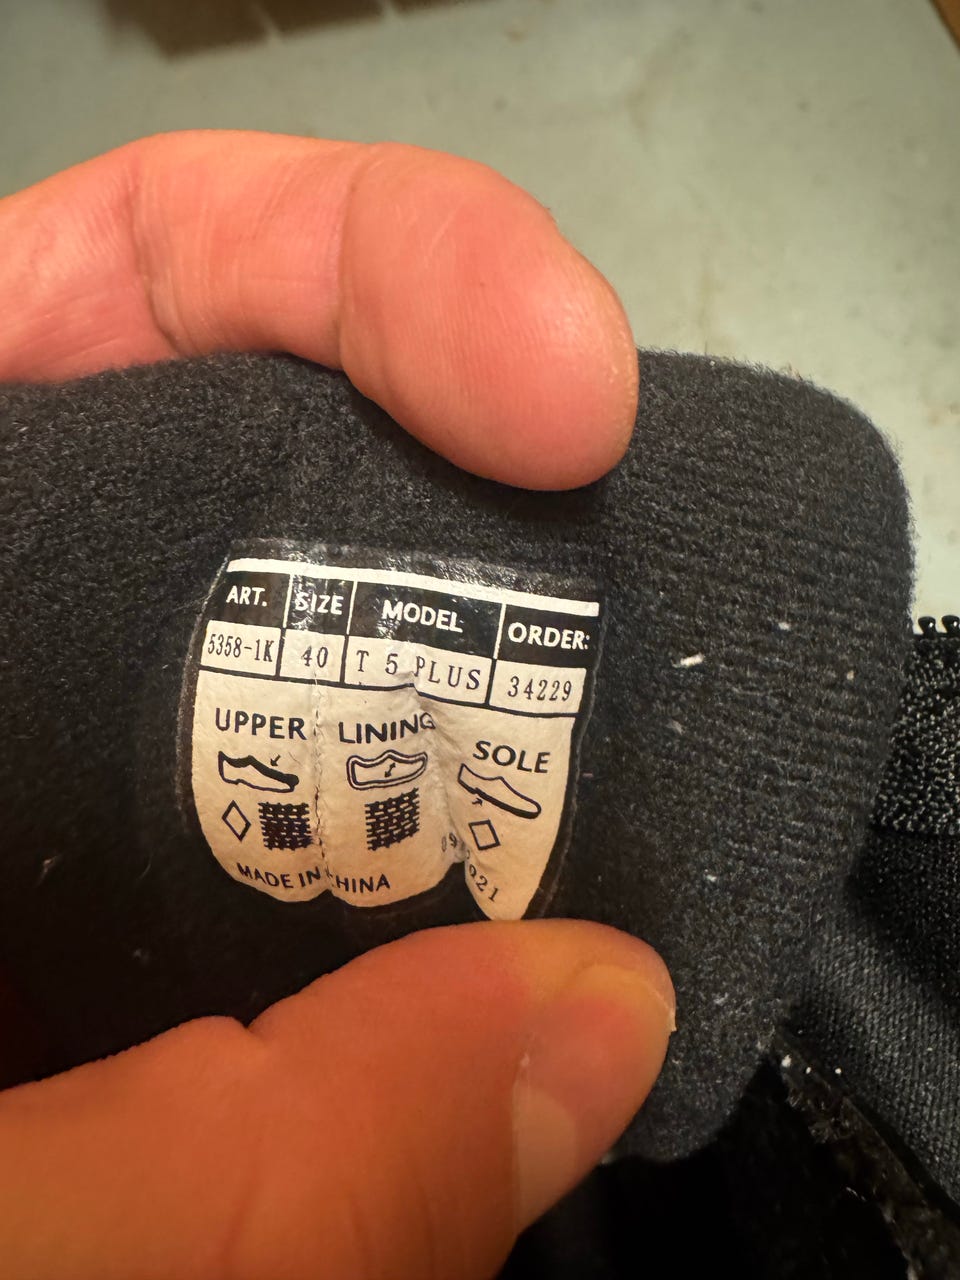 ART. SIZE MODEL ORDER:
5358-1K 40 T 5 PLUS 34229
UPPER LINING SOLE
MADE IN CHINA